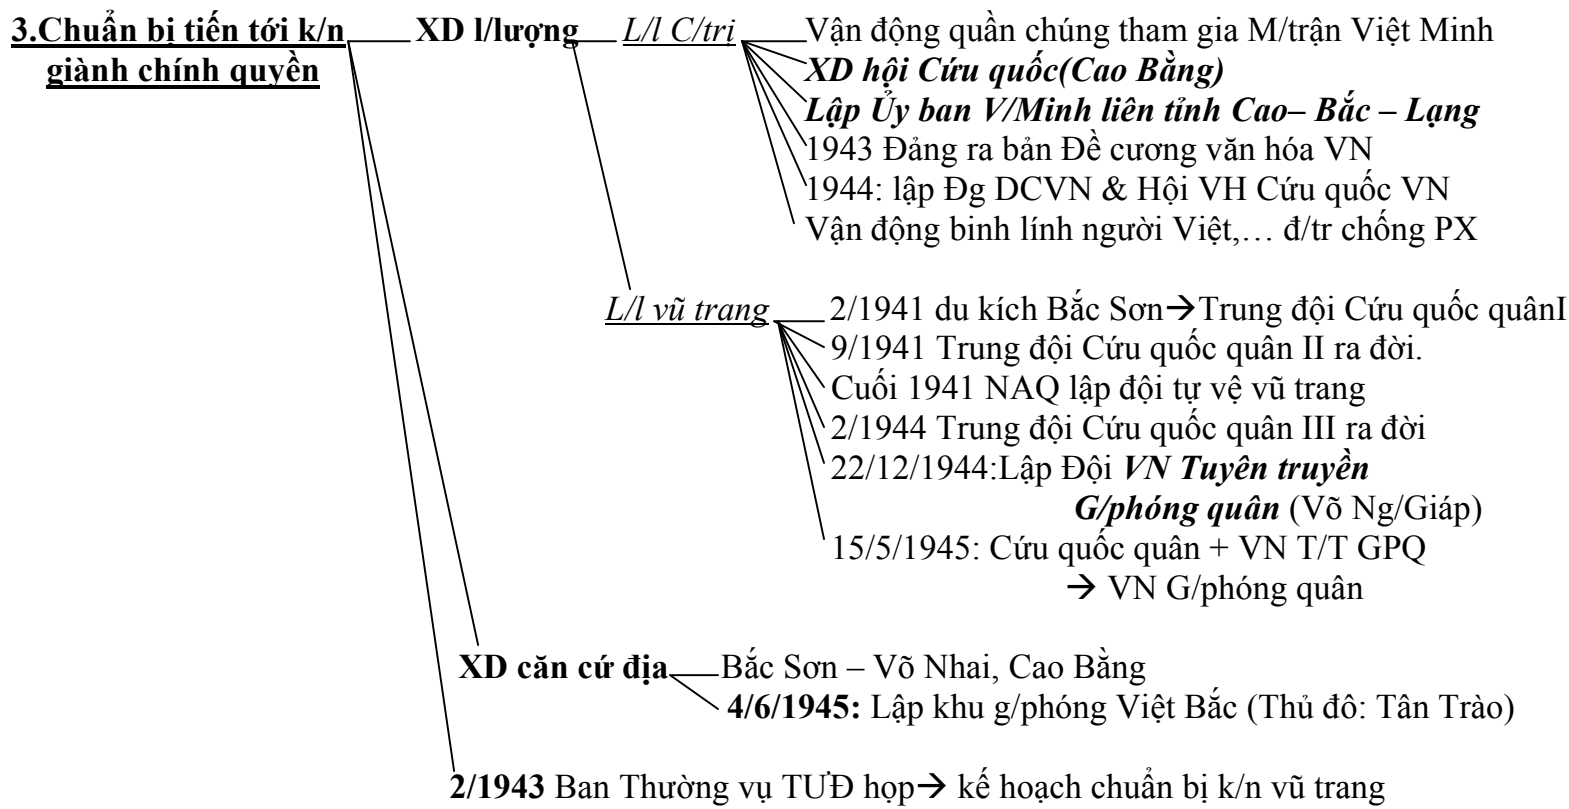 3.Chuẩn bị tiến tới k/n giành chính quyền
XD l/lượng
L/l C/trị
Vận động quần chúng tham gia M/trận Việt Minh
XD hội Cứu quốc(Cao Bằng)
Lập Ủy ban V/Minh liên tỉnh Cao– Bắc – Lạng
1943 Đảng ra bản Đề cương văn hóa VN
1944: lập Đg DCVN & Hội VH Cứu quốc VN
Vận động binh lính người Việt,… đ/tr chống PX
L/l vũ trang
2/1941 du kích Bắc Sơn→Trung đội Cứu quốc quânI
9/1941 Trung đội Cứu quốc quân II ra đời.
Cuối 1941 NAQ lập đội tự vệ vũ trang
2/1944 Trung đội Cứu quốc quân III ra đời
22/12/1944:Lập Đội VN Tuyên truyền
G/phóng quân (Võ Ng/Giáp)
15/5/1945: Cứu quốc quân + VN T/T GPQ
→ VN G/phóng quân
XD căn cứ địa
Bắc Sơn – Võ Nhai, Cao Bằng
4/6/1945: Lập khu g/phóng Việt Bắc (Thủ đô: Tân Trào)
2/1943 Ban Thường vụ TƯĐ họp→ kế hoạch chuẩn bị k/n vũ trang